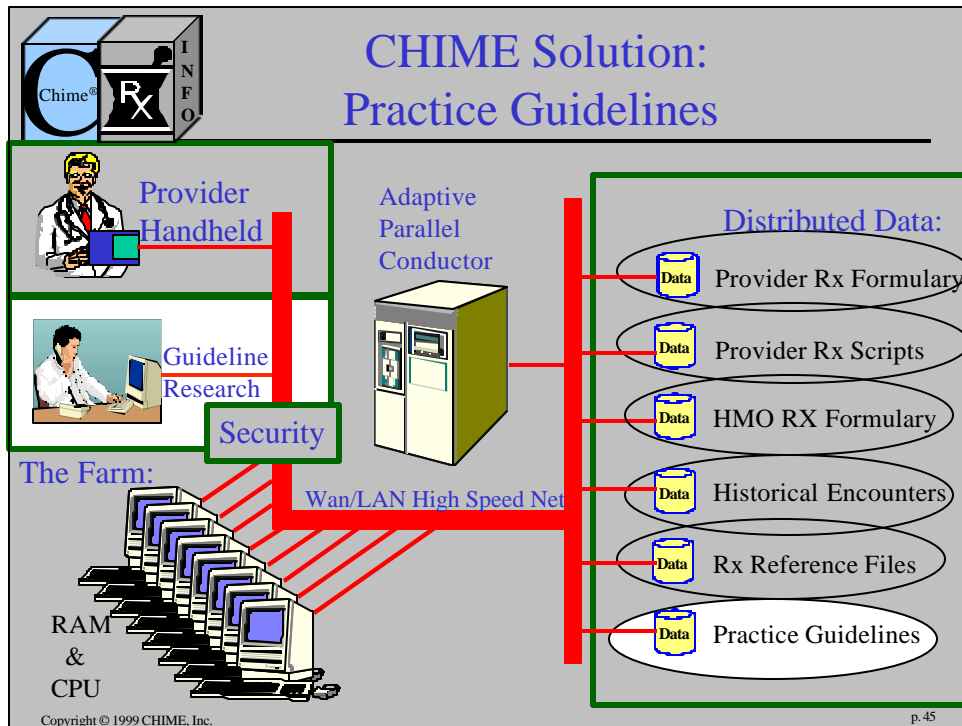 C
Chime®
RX
INFO
CHIME Solution:
Practice Guidelines
Provider
Handheld
Guideline
Research
Security
Adaptive
Parallel
Conductor
Distributed Data:
Data Provider Rx Formulary
Data Provider Rx Scripts
Data HMO RX Formulary
Data Historical Encounters
Data Rx Reference Files
Data Practice Guidelines
The Farm:
Wan/LAN High Speed Net
RAM
&
CPU
Copyright © 1999 CHIME, Inc.
p. 45